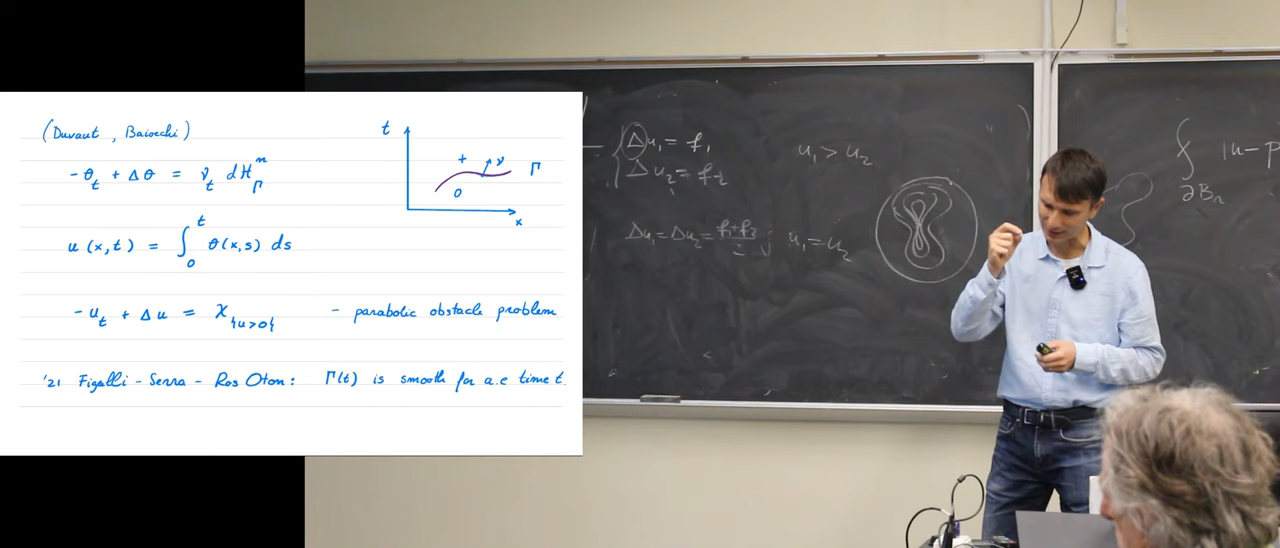 (Duvaut, Baiocchi)
-θ_t + Δθ = ν_t dH^n_Γ
t
+
ν
Γ
0
x
u(x,t) = ∫_0^t θ(x,s) ds
-u_t + Δu = χ_{u>0} - parabolic obstacle problem
'21 Figalli - Serra - Ros Oton: Γ(t) is smooth for a.e time t.
Δu_1 = f_1
Δu_2 = f_2
u_1 > u_2
Δu_1 = Δu_2 = (f_1+f_2)/2 ; u_1 = u_2
∫_{∂B_r} |u - p